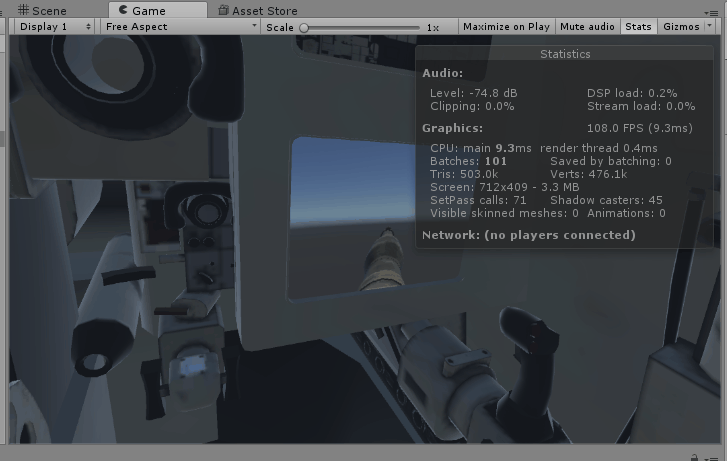 Scene Game Asset Store
Display 1 Free Aspect Scale 1x Maximize on Play Mute audio Stats Gizmos
Statistics
Audio:
Level: -74.8 dB DSP load: 0.2%
Clipping: 0.0% Stream load: 0.0%
Graphics: 108.0 FPS (9.3ms)
CPU: main 9.3ms render thread 0.4ms
Batches: 101 Saved by batching: 0
Tris: 503.0k Verts: 476.1k
Screen: 712x409 - 3.3 MB
SetPass calls: 71 Shadow casters: 45
Visible skinned meshes: 0 Animations: 0
Network: (no players connected)